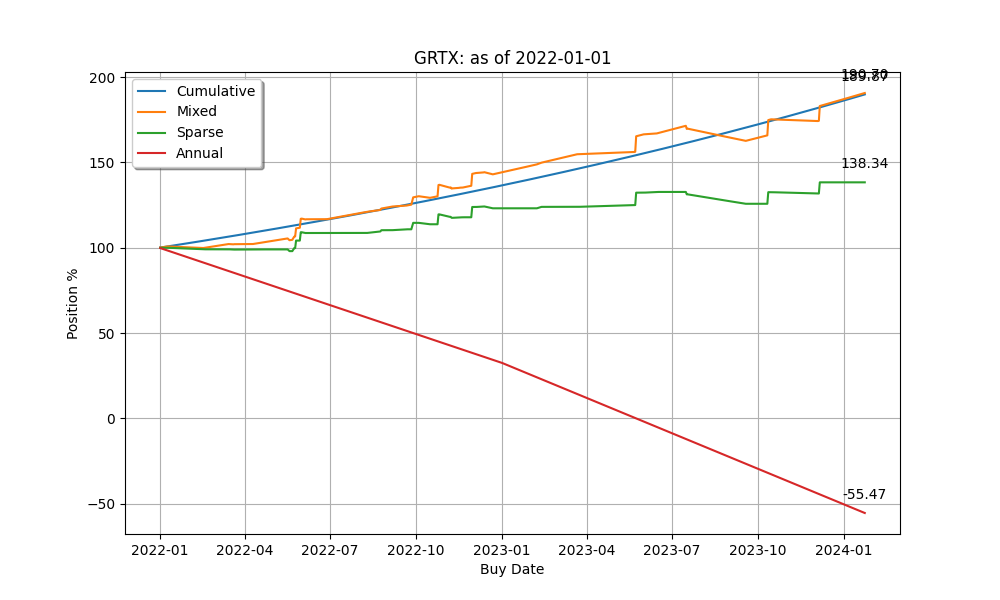 GRTX: as of 2022-01-01
Cumulative
Mixed
Sparse
Annual
138.34
-55.47
200
150
100
50
0
−50
Position %
2022-01 2022-04 2022-07 2022-10 2023-01 2023-04 2023-07 2023-10 2024-01
Buy Date